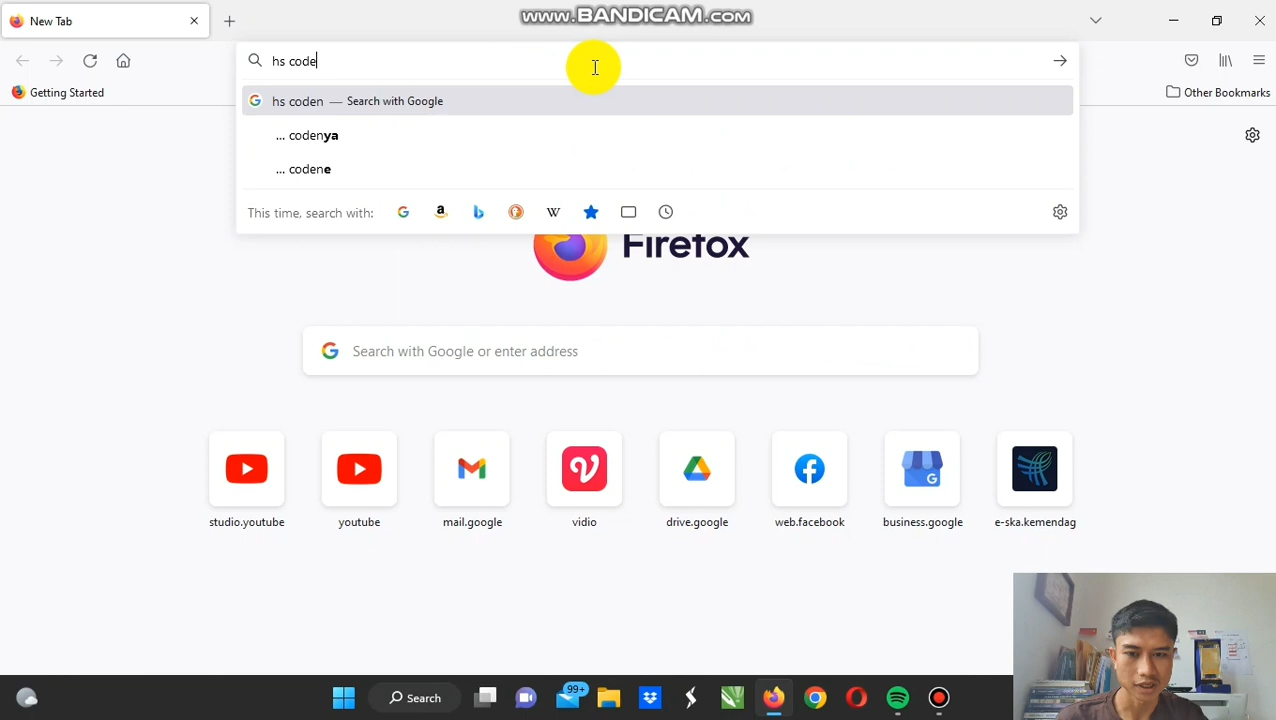 New Tab
www.BANDICAM.com
hs code
Getting Started
Other Bookmarks
hs coden — Search with Google
... codenya
... codene
This time, search with:
Firefox
Search with Google or enter address
studio.youtube
youtube
mail.google
vidio
drive.google
web.facebook
business.google
e-ska.kemendag
Search
99+